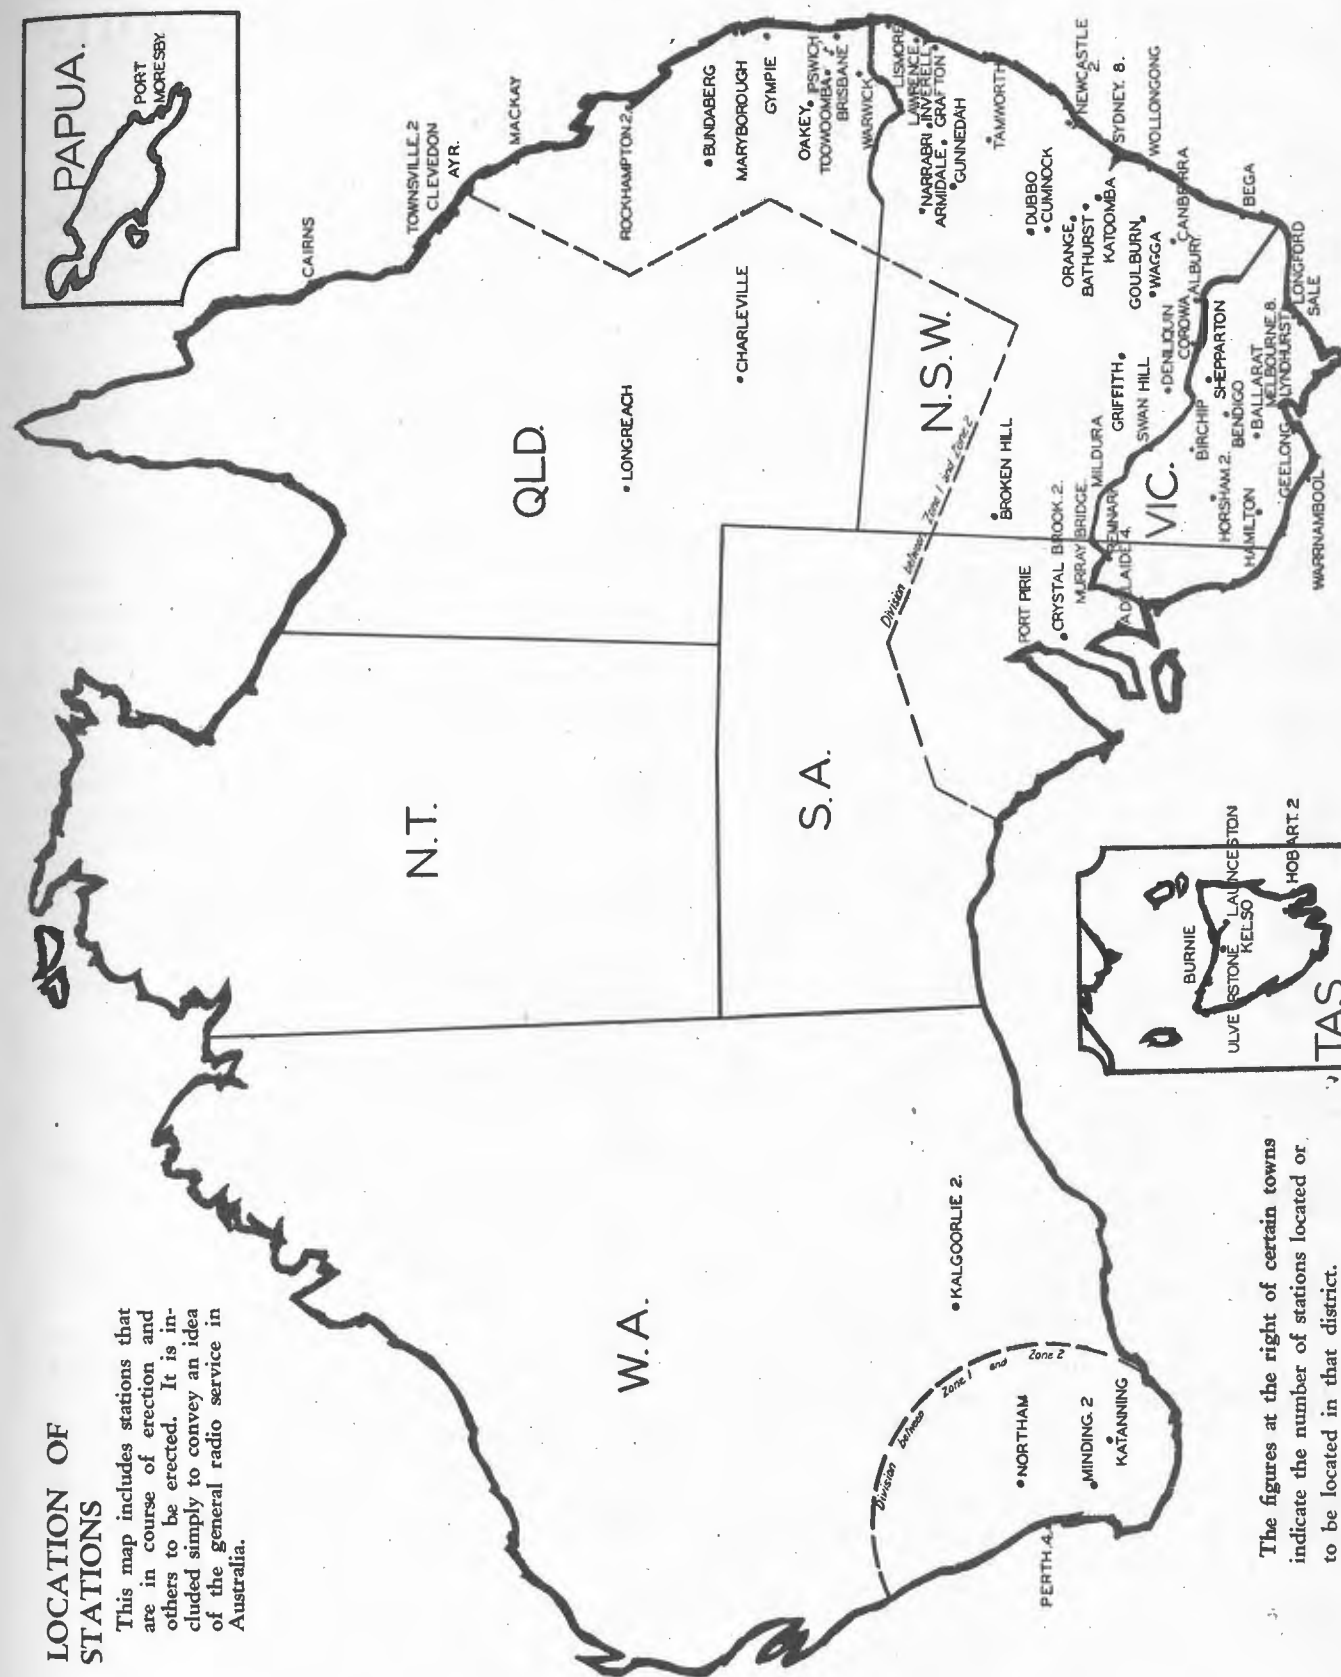 LOCATION OF
STATIONS
This map includes stations that
are in course of erection and
others to be erected. It is in-
cluded simply to convey an idea
of the general radio service in
Australia.
PAPUA.
PORT
MORESBY.
CAIRNS
TOWNSVILLE. 2
CLEVEDON
AYR.
MACKAY
ROCKHAMPTON 2.
BUNDABERG
MARYBOROUGH
GYMPIE
OAKEY.
IPSWICH
TOOWOOMBA
BRISBANE
WARWICK
LONGREACH
CHARLEVILLE
QLD.
N.T.
W.A.
S.A.
N.S.W.
VIC.
LISMORE
LAWRENCE.
NARRABRI
INVERELL
ARMIDALE.
GRAFTON
GUNNEDAH
TAMWORTH
NEWCASTLE
2.
SYDNEY. 8.
WOLLONGONG
DUBBO
CUMNOCK
ORANGE.
BATHURST
KATOOMBA
GOULBURN.
WAGGA
CANBERRA
BEGA
ALBURY
COROWA
DENILIQUIN
GRIFFITH.
BROKEN HILL
Division between Zone 1 and Zone 2
MILDURA
SWAN HILL
SHEPPARTON
BIRCHIP
BENDIGO
BALLARAT
MELBOURNE. 8.
LYNDHURST
LONGFORD
SALE
HORSHAM. 2.
HAMILTON
GEELONG
WARRNAMBOOL
PORT PIRIE
CRYSTAL BROOK. 2.
MURRAY BRIDGE.
RENMARK
ADELAIDE 4.
KALGOORLIE 2.
Division between Zone 1 and Zone 2
NORTHAM
MINDING. 2
KATANNING
PERTH. 4.
BURNIE
ULVERSTONE
LAUNCESTON
KELSO
HOBART. 2
TAS
The figures at the right of certain towns
indicate the number of stations located or
to be located in that district.